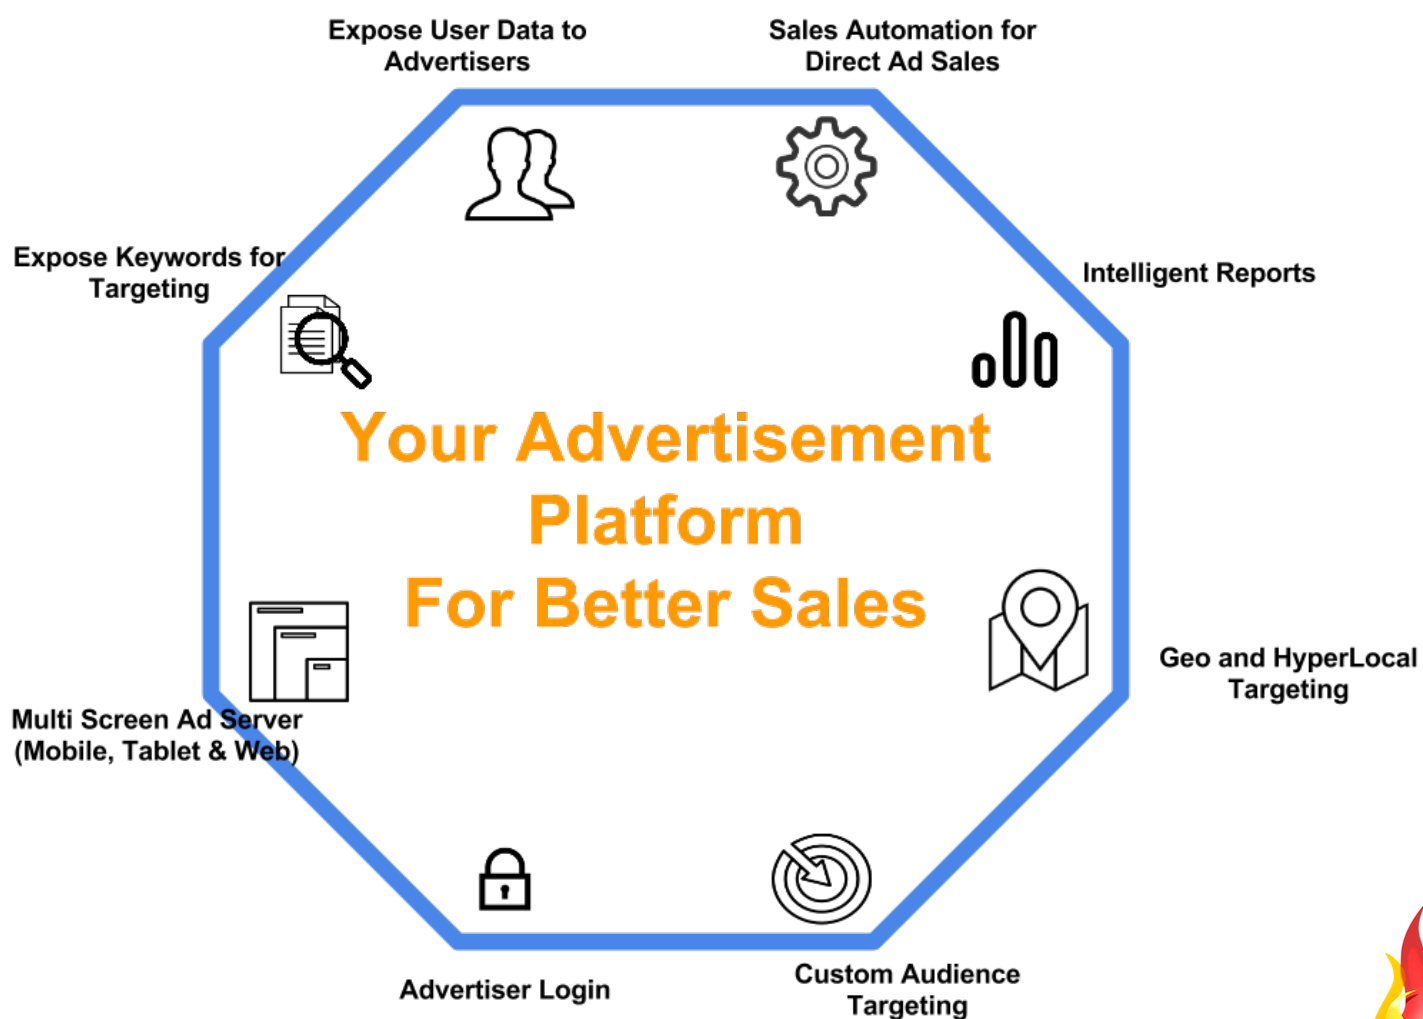 Expose User Data to
Advertisers
Sales Automation for
Direct Ad Sales
Expose Keywords for
Targeting
Intelligent Reports
Your Advertisement
Platform
For Better Sales
Geo and HyperLocal
Targeting
Multi Screen Ad Server
(Mobile, Tablet & Web)
Advertiser Login
Custom Audience
Targeting